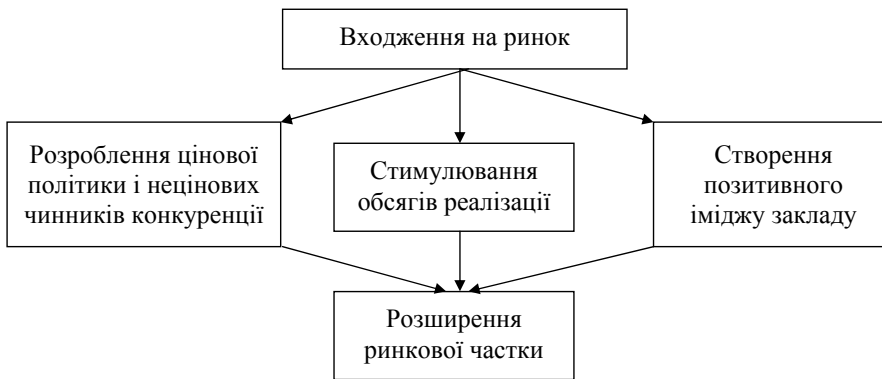 Входження на ринок
Розроблення цінової
політики і нецінових
чинників конкуренції
Стимулювання
обсягів реалізації
Створення
позитивного
іміджу закладу
Розширення
ринкової частки